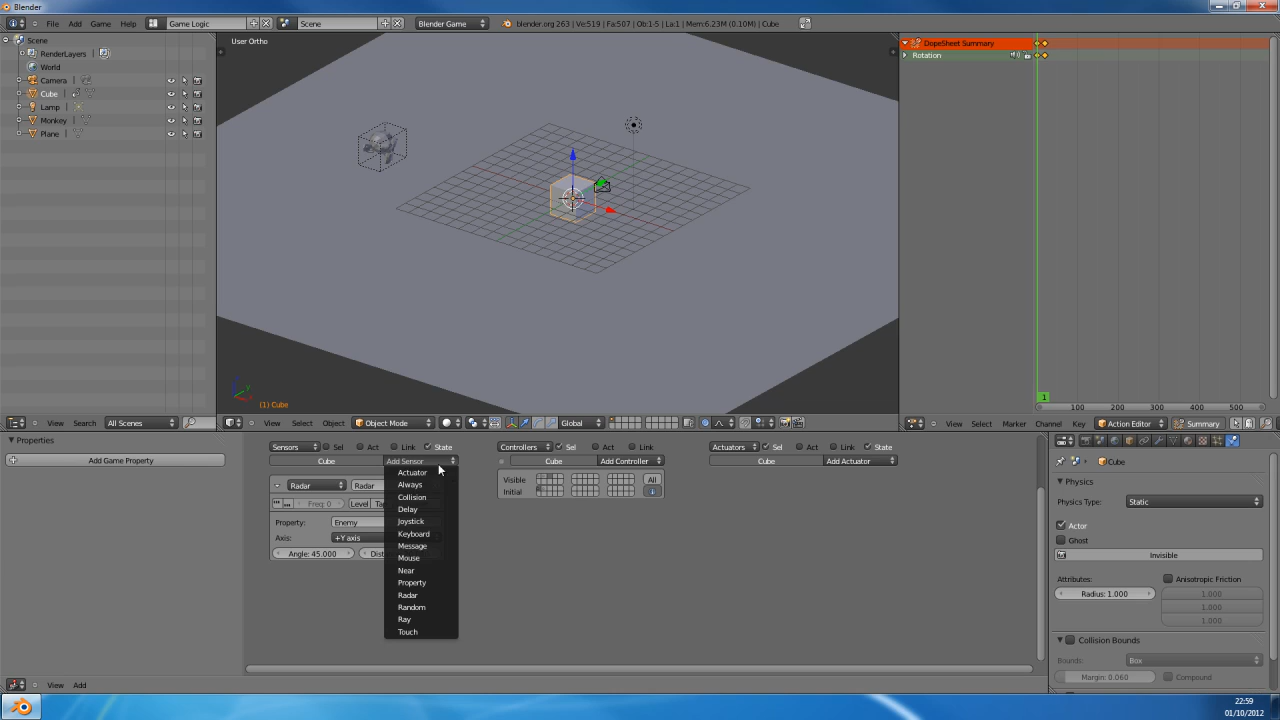 Blender
File Add Game Help Game Logic Scene Blender Game blender.org 263 | Ve:519 | Fa:507 | Ob:1-5 | La:1 | Mem:6.23M (0.10M) | Cube
Scene
RenderLayers
World
Camera
Cube
Lamp
Monkey
Plane
User Ortho
(1) Cube
DopeSheet Summary
Rotation
1
100 200 300 400 500
View Search All Scenes
View Select Object Object Mode Global
View Select Marker Channel Key Action Editor Summary
Properties
Add Game Property
Sensors Sel Act Link State
Cube Add Sensor
Radar Radar
Freq: 0 Level
Property: Enemy
Axis: +Y axis
Angle: 45.000
Actuator
Always
Collision
Delay
Joystick
Keyboard
Message
Mouse
Near
Property
Radar
Random
Ray
Touch
Controllers Sel Act Link
Cube Add Controller
Visible All
Initial
Actuators Sel Act Link State
Cube Add Actuator
Cube
Physics
Physics Type: Static
Actor
Ghost
Invisible
Attributes: Anisotropic Friction
Radius: 1.000 1.000
1.000
1.000
Collision Bounds
Bounds: Box
Margin: 0.060 Compound
View Add
22:59
01/10/2012